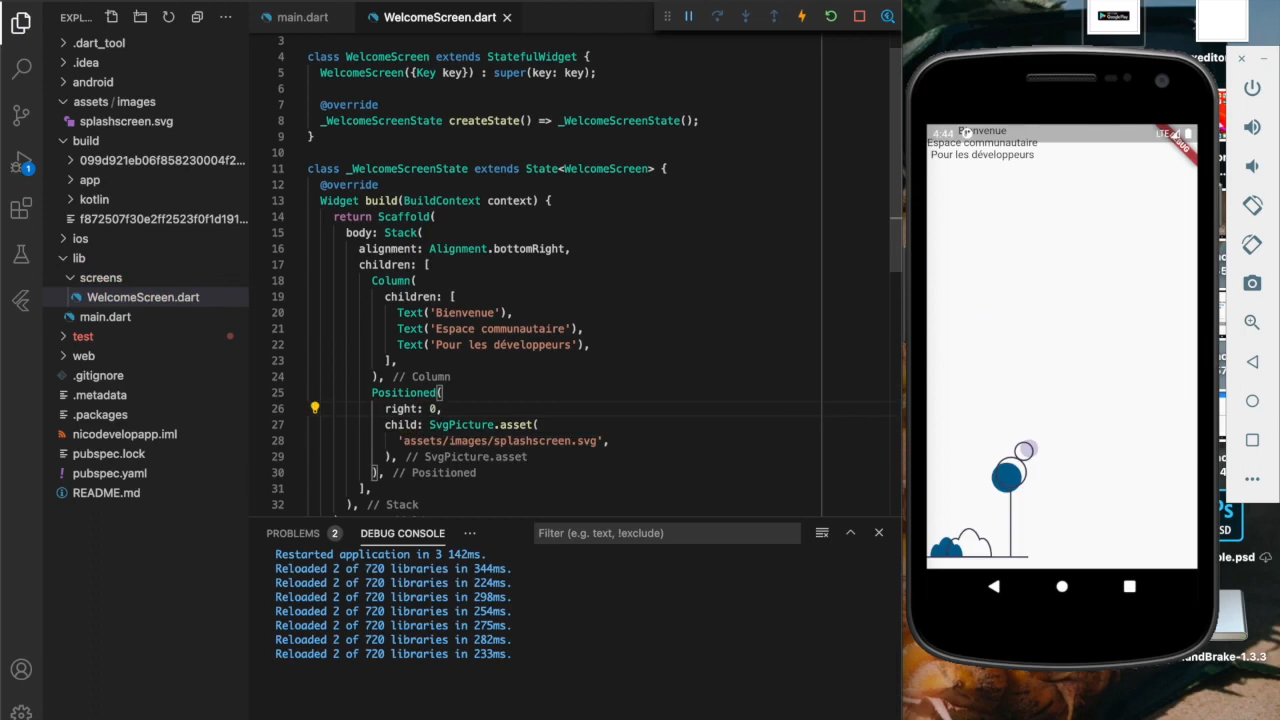 EXPL...
main.dart
WelcomeScreen.dart
.dart_tool
.idea
android
assets / images
splashscreen.svg
build
099d921eb06f858230004f2...
app
kotlin
f872507f30e2ff2523f0f1d191...
ios
lib
screens
WelcomeScreen.dart
main.dart
test
web
.gitignore
.metadata
.packages
nicodevelopapp.iml
pubspec.lock
pubspec.yaml
README.md
1
3
4 class WelcomeScreen extends StatefulWidget {
5 WelcomeScreen({Key key}) : super(key: key);
6
7 @override
8 _WelcomeScreenState createState() => _WelcomeScreenState();
9 }
10
11 class _WelcomeScreenState extends State<WelcomeScreen> {
12 @override
13 Widget build(BuildContext context) {
14 return Scaffold(
15 body: Stack(
16 alignment: Alignment.bottomRight,
17 children: [
18 Column(
19 children: [
20 Text('Bienvenue'),
21 Text('Espace communautaire'),
22 Text('Pour les développeurs'),
23 ],
24 ), // Column
25 Positioned(
26 right: 0,
27 child: SvgPicture.asset(
28 'assets/images/splashscreen.svg',
29 ), // SvgPicture.asset
30 ), // Positioned
31 ],
32 ), // Stack
PROBLEMS 2 DEBUG CONSOLE ... Filter (e.g. text, !exclude)
Restarted application in 3 142ms.
Reloaded 2 of 720 libraries in 344ms.
Reloaded 2 of 720 libraries in 224ms.
Reloaded 2 of 720 libraries in 298ms.
Reloaded 2 of 720 libraries in 254ms.
Reloaded 2 of 720 libraries in 275ms.
Reloaded 2 of 720 libraries in 282ms.
Reloaded 2 of 720 libraries in 233ms.
4:44 LTE
Bienvenue
Espace communautaire
Pour les développeurs
Google Play
SD
ple.psd
andBrake-1.3.3